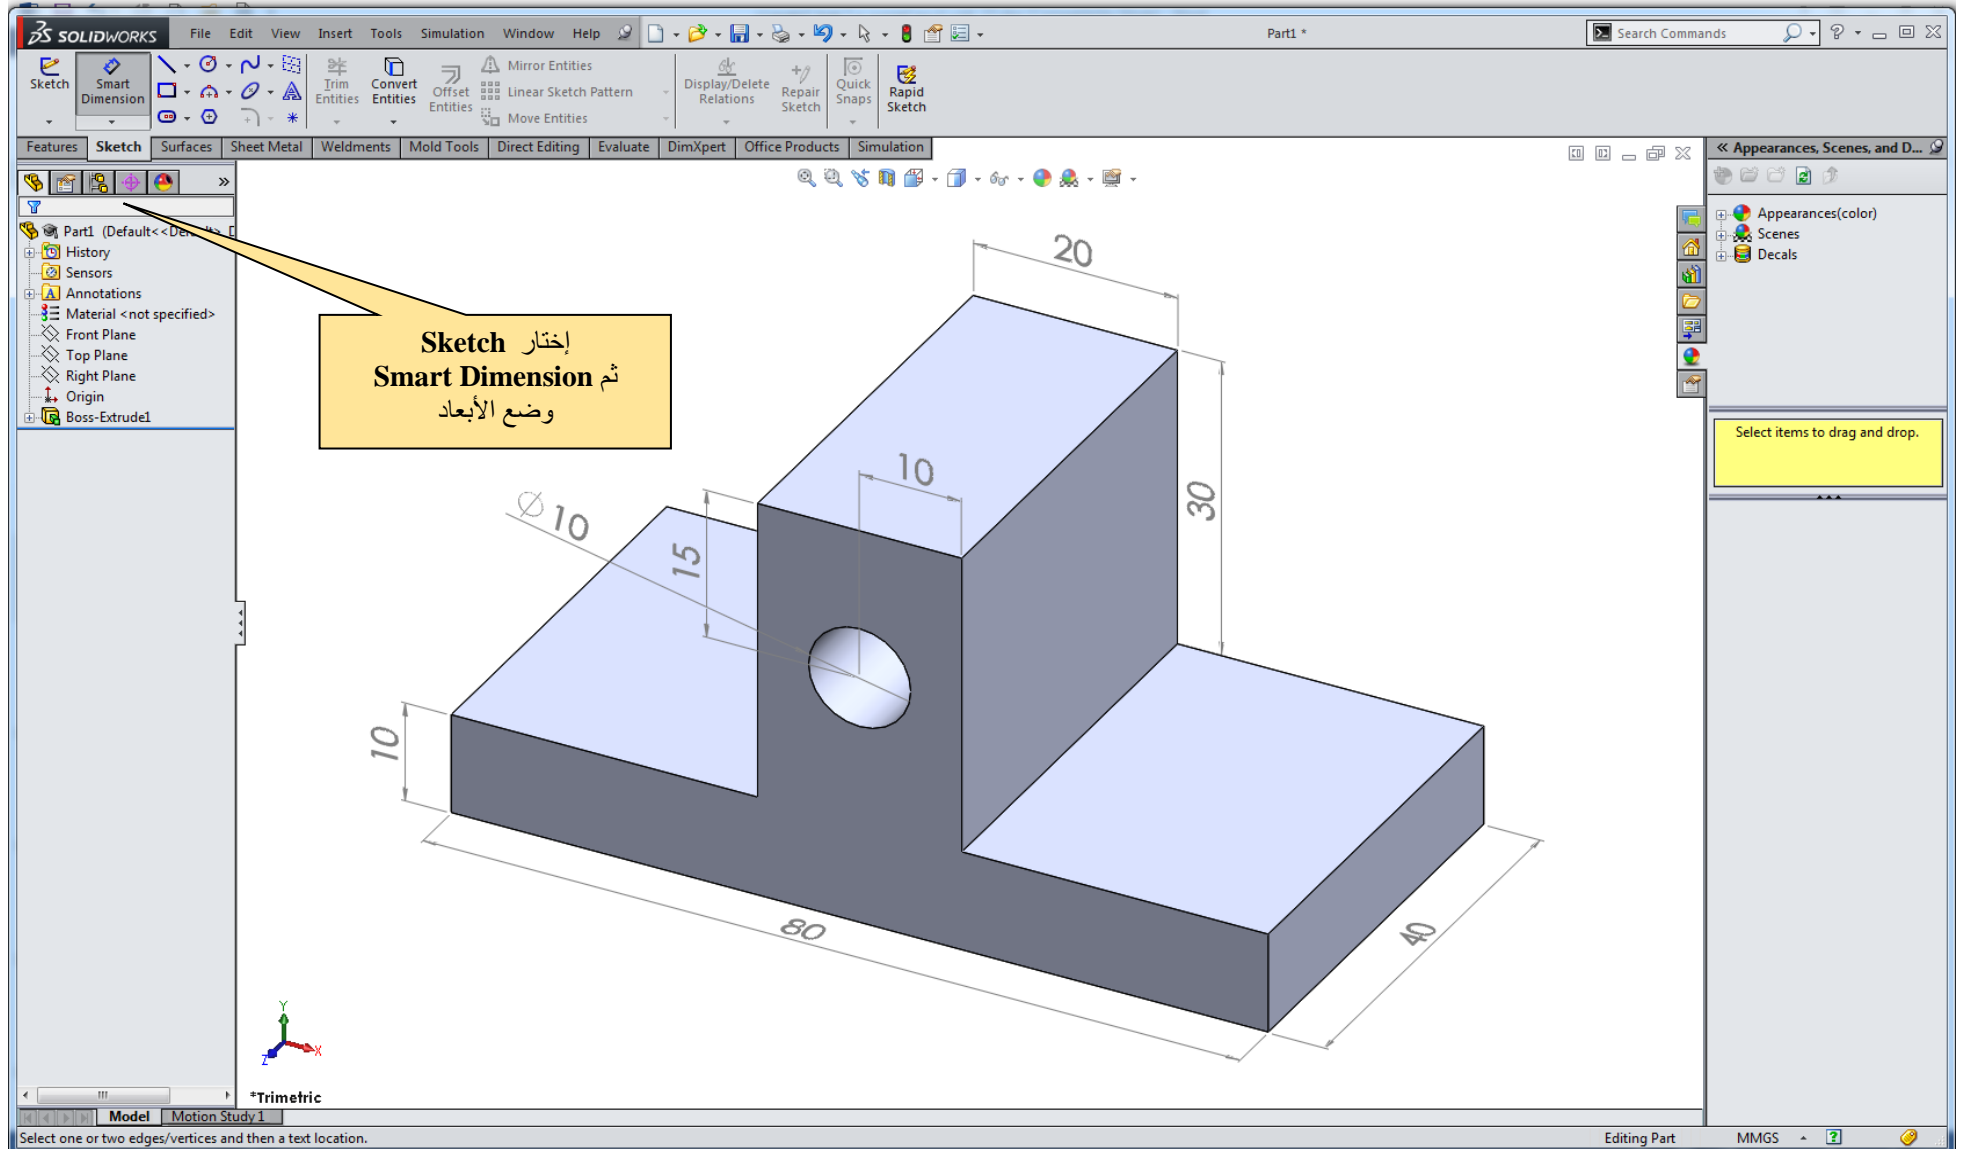 SOLIDWORKS File Edit View Insert Tools Simulation Window Help Part1 * Search Commands
Sketch Smart Dimension Trim Entities Convert Entities Offset Entities Mirror Entities Linear Sketch Pattern Move Entities Display/Delete Relations Repair Sketch Quick Snaps Rapid Sketch
Features Sketch Surfaces Sheet Metal Weldments Mold Tools Direct Editing Evaluate DimXpert Office Products Simulation
Part1 (Default<<Default>_D
History
Sensors
Annotations
Material <not specified>
Front Plane
Top Plane
Right Plane
Origin
Boss-Extrude1
إختار Sketch
ثم Smart Dimension
وضع الأبعاد
20
30
10
15
Ø10
10
80
40
Y
X
Z
*Trimetric
« Appearances, Scenes, and D...
Appearances(color)
Scenes
Decals
Select items to drag and drop.
Model Motion Study 1
Select one or two edges/vertices and then a text location. Editing Part MMGS